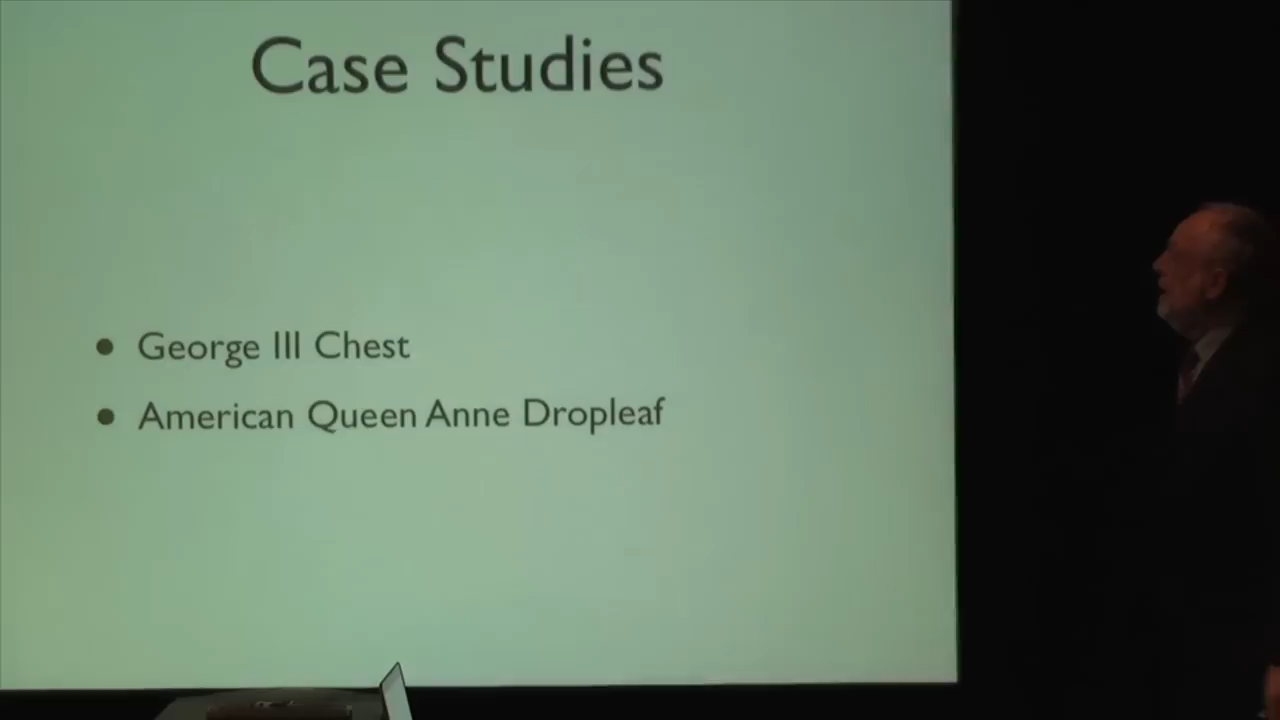 Case Studies
• George III Chest
• American Queen Anne Dropleaf